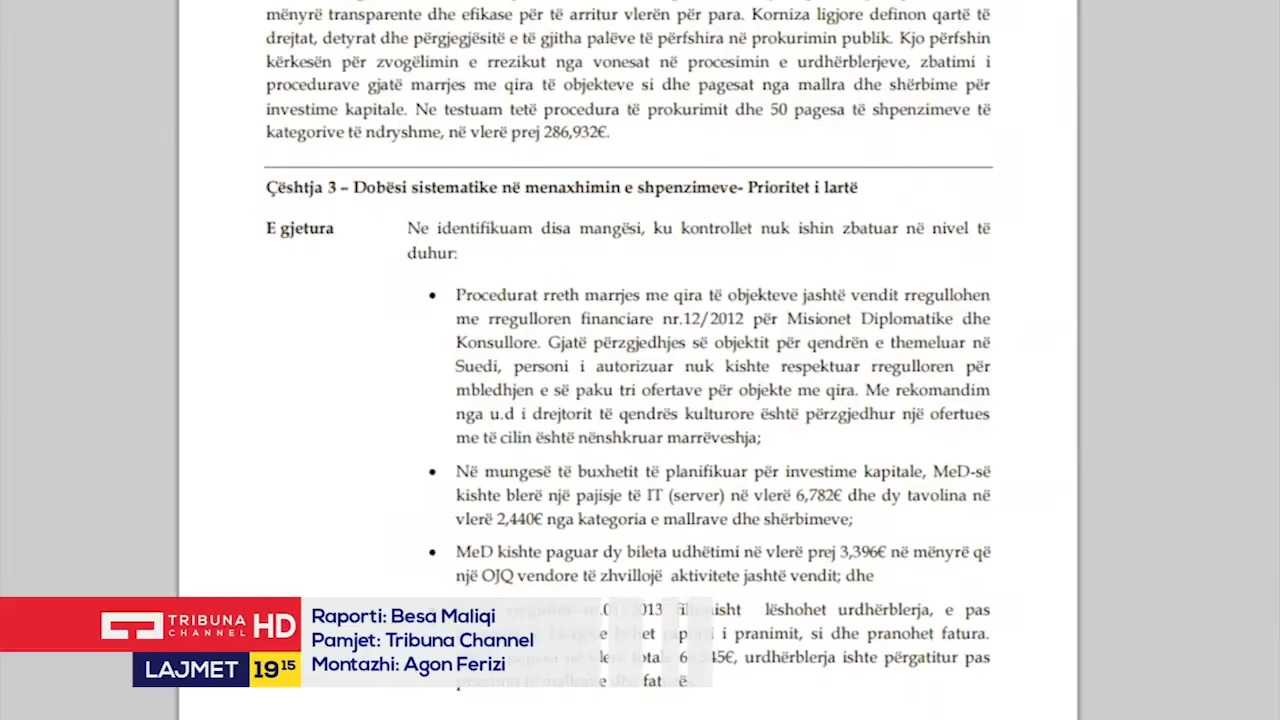 mënyrë transparente dhe efikase për të arritur vlerën për para. Korniza ligjore definon qartë të
drejtat, detyrat dhe përgjegjësitë e të gjitha palëve të përfshira në prokurimin publik. Kjo përfshin
kërkesën për zvogëlimin e rrezikut nga vonesat në procesimin e urdhërblerjeve, zbatimi i
procedurave gjatë marrjes me qira të objekteve si dhe pagesat nga mallra dhe shërbime për
investime kapitale. Ne testuam tetë procedura të prokurimit dhe 50 pagesa të shpenzimeve të
kategorive të ndryshme, në vlerë prej 286,932€.
Çështja 3 – Dobësi sistematike në menaxhimin e shpenzimeve- Prioritet i lartë
E gjetura
Ne identifikuam disa mangësi, ku kontrollet nuk ishin zbatuar në nivel të
duhur:
• Procedurat rreth marrjes me qira të objekteve jashtë vendit rregullohen
me rregulloren financiare nr.12/2012 për Misionet Diplomatike dhe
Konsullore. Gjatë përzgjedhjes së objektit për qendrën e themeluar në
Suedi, personi i autorizuar nuk kishte respektuar rregulloren për
mbledhjen e së paku tri ofertave për objekte me qira. Me rekomandim
nga u.d i drejtorit të qendrës kulturore është përzgjedhur një ofertues
me të cilin është nënshkruar marrëveshja;
• Në mungesë të buxhetit të planifikuar për investime kapitale, MeD-së
kishte blerë një pajisje të IT (server) në vlerë 6,782€ dhe dy tavolina në
vlerë 2,440€ nga kategoria e mallrave dhe shërbimeve;
• MeD kishte paguar dy bileta udhëtimi në vlerë prej 3,396€ në mënyrë që
një OJQ vendore të zhvillojë aktivitete jashtë vendit; dhe
lëshohet urdhërblerja, e pas
i pranimit, si dhe pranohet fatura.
urdhërblerja ishte përgatitur pas
mallrave dhe
TRIBUNA
CHANNEL
HD
LAJMET 19 15
Raporti: Besa Maliqi
Pamjet: Tribuna Channel
Montazhi: Agon Ferizi